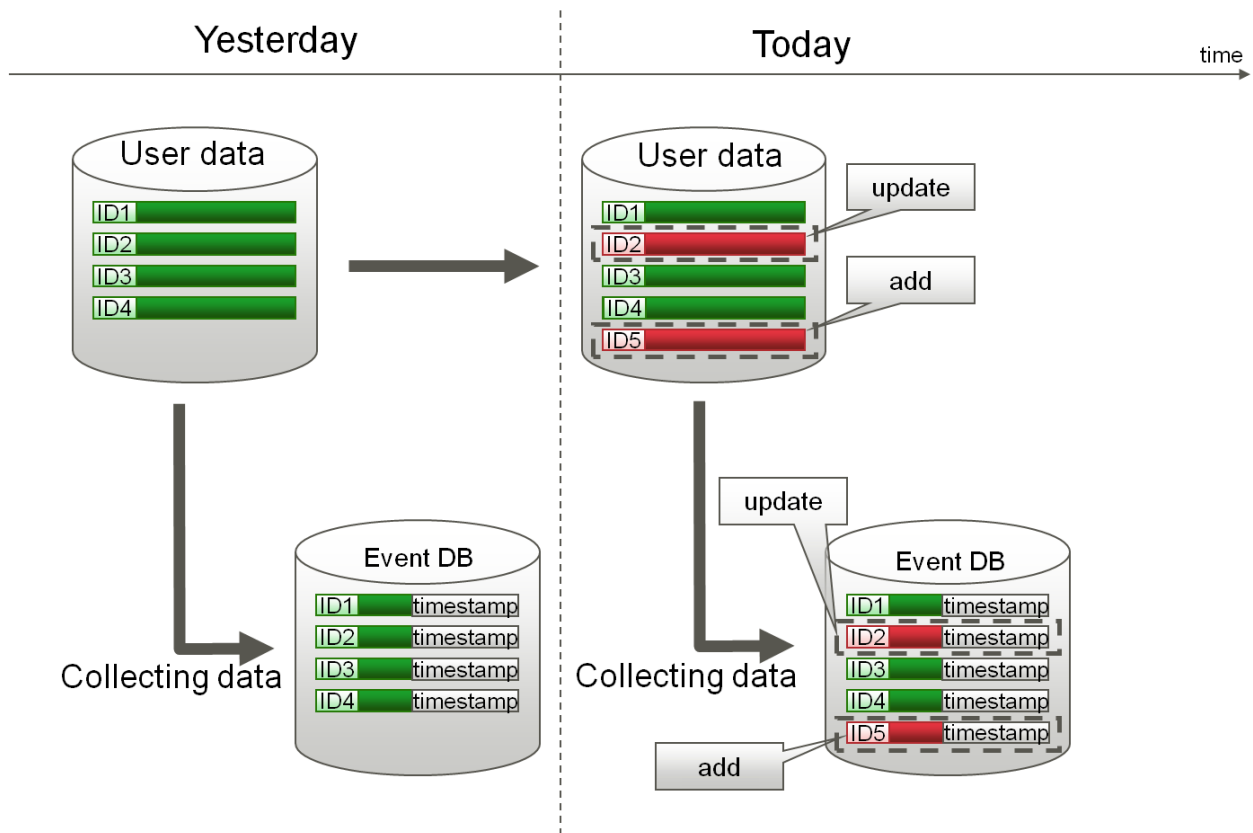 Yesterday
Today
time
User data
ID1
ID2
ID3
ID4
User data
ID1
ID2
ID3
ID4
ID5
update
add
Collecting data
Event DB
ID1 timestamp
ID2 timestamp
ID3 timestamp
ID4 timestamp
Collecting data
update
Event DB
ID1 timestamp
ID2 timestamp
ID3 timestamp
ID4 timestamp
ID5 timestamp
add